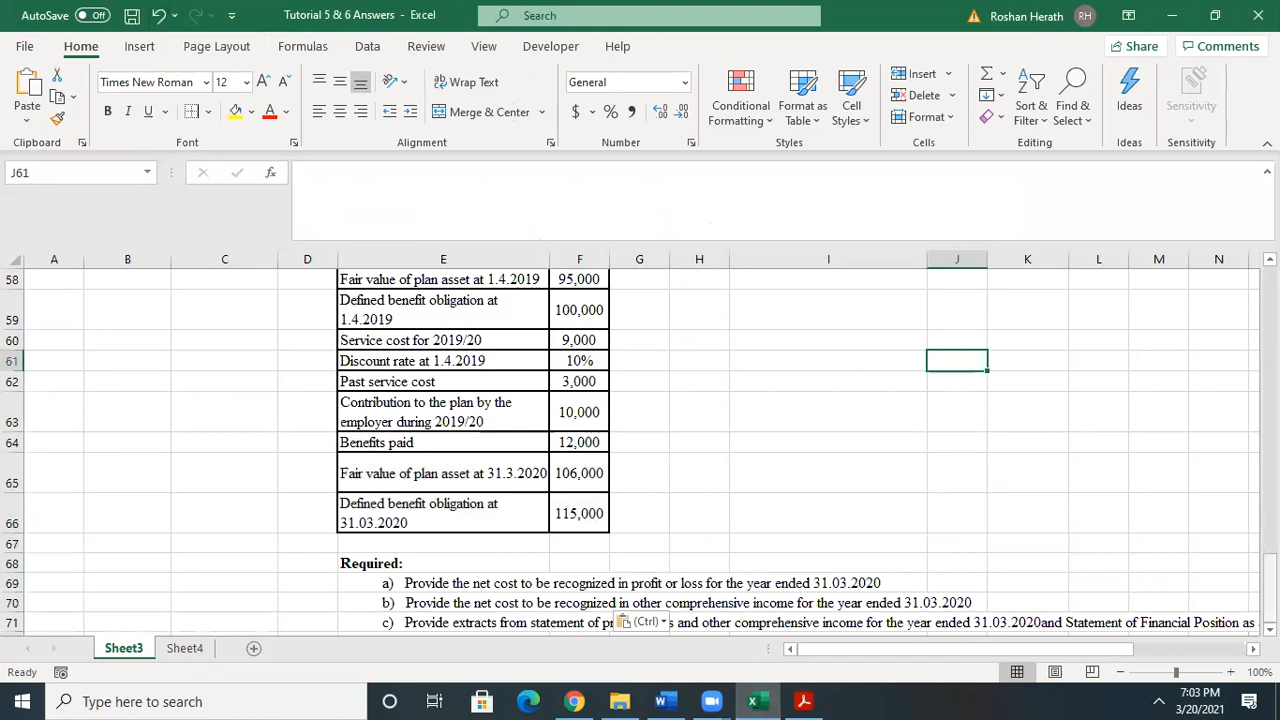 AutoSave Off Tutorial 5 & 6 Answers - Excel Search Roshan Herath RH
File Home Insert Page Layout Formulas Data Review View Developer Help Share Comments
Paste Times New Roman 12 A A Wrap Text General Conditional Formatting Format as Table Cell Styles Insert Sort & Filter Find & Select Ideas Sensitivity
B I U A Merge & Center $ % Delete
Format
Clipboard Font Alignment Number Styles Cells Editing Ideas Sensitivity
J61 fx
A B C D E F G H I J K L M N
58 Fair value of plan asset at 1.4.2019 95,000
Defined benefit obligation at
59 1.4.2019 100,000
60 Service cost for 2019/20 9,000
61 Discount rate at 1.4.2019 10%
62 Past service cost 3,000
Contribution to the plan by the
63 employer during 2019/20 10,000
64 Benefits paid 12,000
65 Fair value of plan asset at 31.3.2020 106,000
Defined benefit obligation at
66 31.03.2020 115,000
67
68 Required:
69 a) Provide the net cost to be recognized in profit or loss for the year ended 31.03.2020
70 b) Provide the net cost to be recognized in other comprehensive income for the year ended 31.03.2020
71 c) Provide extracts from statement of pr (Ctrl) s and other comprehensive income for the year ended 31.03.2020and Statement of Financial Position as
Sheet3 Sheet4
Ready 100%
Type here to search 7:03 PM
3/20/2021